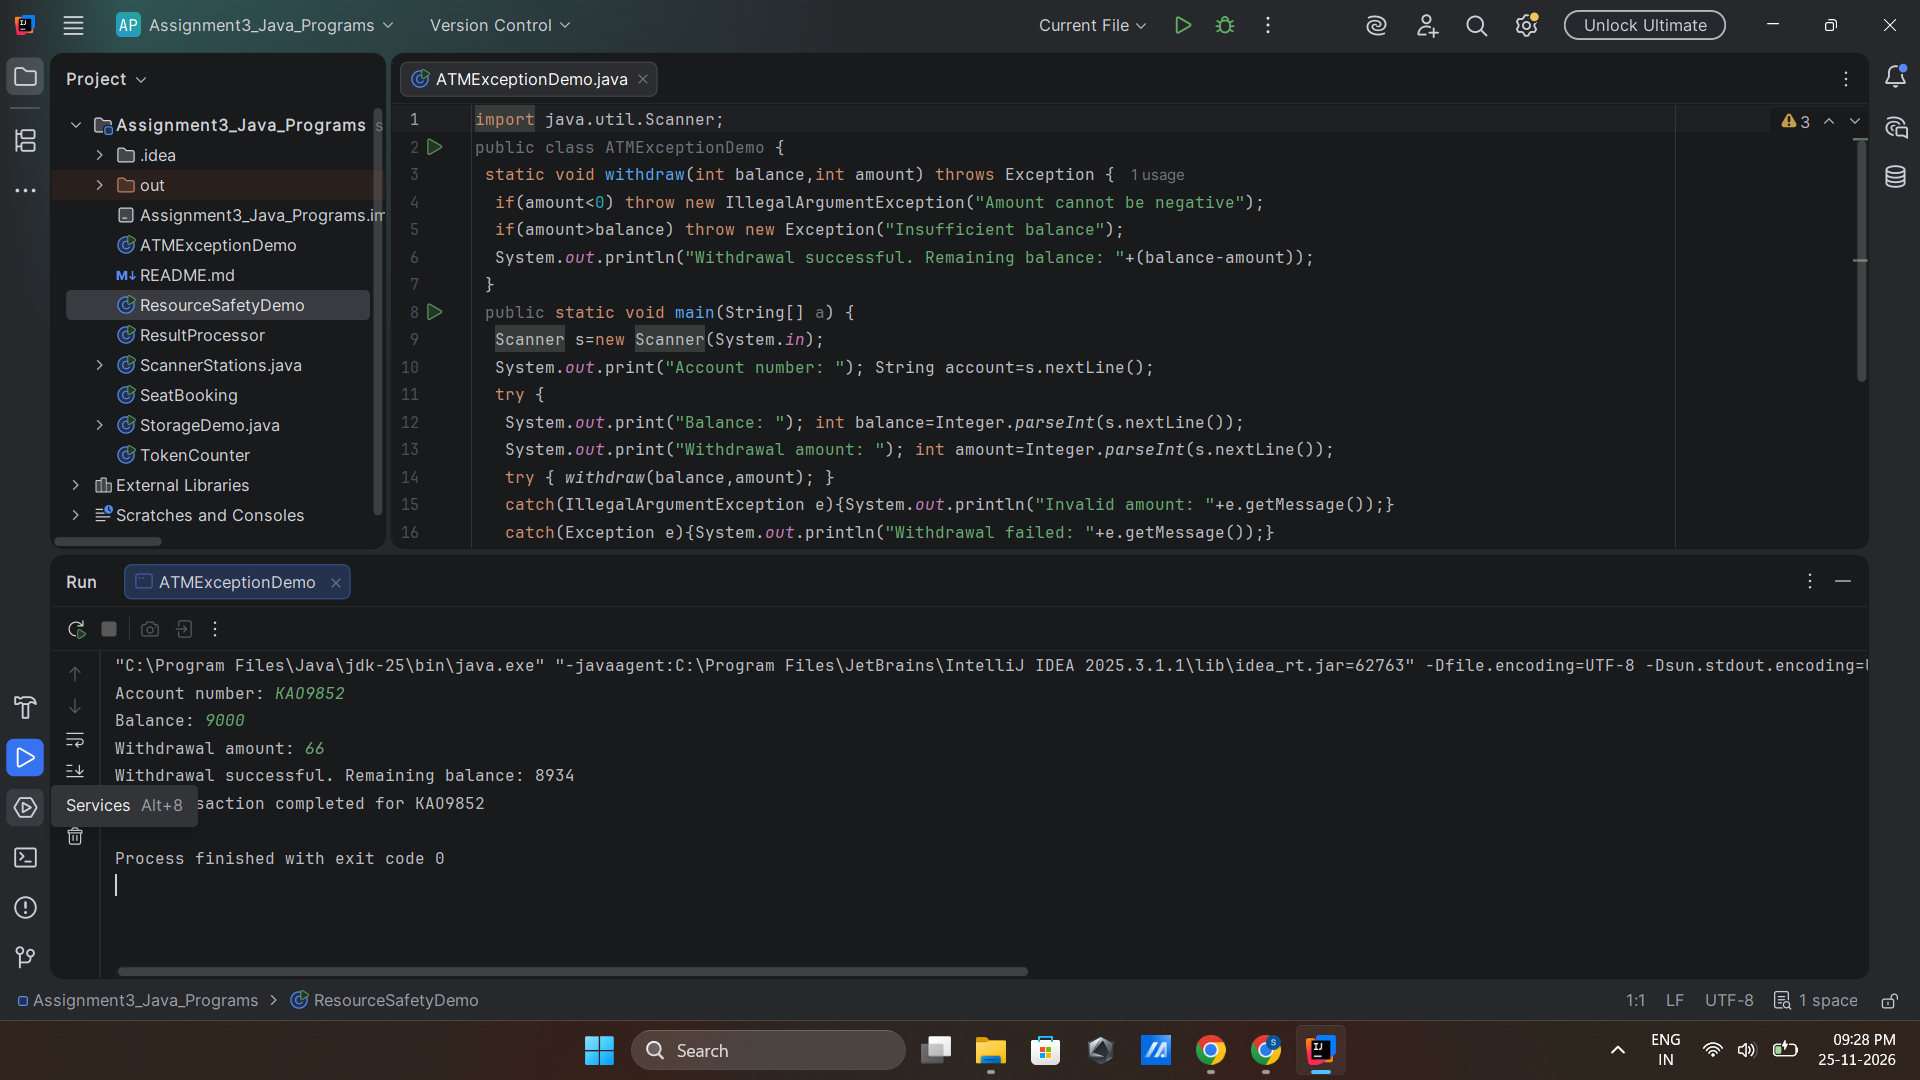 AP Assignment3_Java_Programs Version Control Current File Unlock Ultimate
Project
Assignment3_Java_Programs
.idea
out
Assignment3_Java_Programs.im
ATMExceptionDemo
README.md
ResourceSafetyDemo
ResultProcessor
ScannerStations.java
SeatBooking
StorageDemo.java
TokenCounter
External Libraries
Scratches and Consoles
ATMExceptionDemo.java
3
1 import java.util.Scanner;
2 public class ATMExceptionDemo {
3 static void withdraw(int balance,int amount) throws Exception { 1 usage
4 if(amount<0) throw new IllegalArgumentException("Amount cannot be negative");
5 if(amount>balance) throw new Exception("Insufficient balance");
6 System.out.println("Withdrawal successful. Remaining balance: "+(balance-amount));
7 }
8 public static void main(String[] a) {
9 Scanner s=new Scanner(System.in);
10 System.out.print("Account number: "); String account=s.nextLine();
11 try {
12 System.out.print("Balance: "); int balance=Integer.parseInt(s.nextLine());
13 System.out.print("Withdrawal amount: "); int amount=Integer.parseInt(s.nextLine());
14 try { withdraw(balance,amount); }
15 catch(IllegalArgumentException e){System.out.println("Invalid amount: "+e.getMessage());}
16 catch(Exception e){System.out.println("Withdrawal failed: "+e.getMessage());}
Run ATMExceptionDemo
"C:\Program Files\Java\jdk-25\bin\java.exe" "-javaagent:C:\Program Files\JetBrains\IntelliJ IDEA 2025.3.1.1\lib\idea_rt.jar=62763" -Dfile.encoding=UTF-8 -Dsun.stdout.encoding=
Account number: KA09852
Balance: 9000
Withdrawal amount: 66
Withdrawal successful. Remaining balance: 8934
saction completed for KA09852
Services Alt+8
Process finished with exit code 0
Assignment3_Java_Programs > ResourceSafetyDemo 1:1 LF UTF-8 1 space
Search
ENG
IN
09:28 PM
25-11-2026